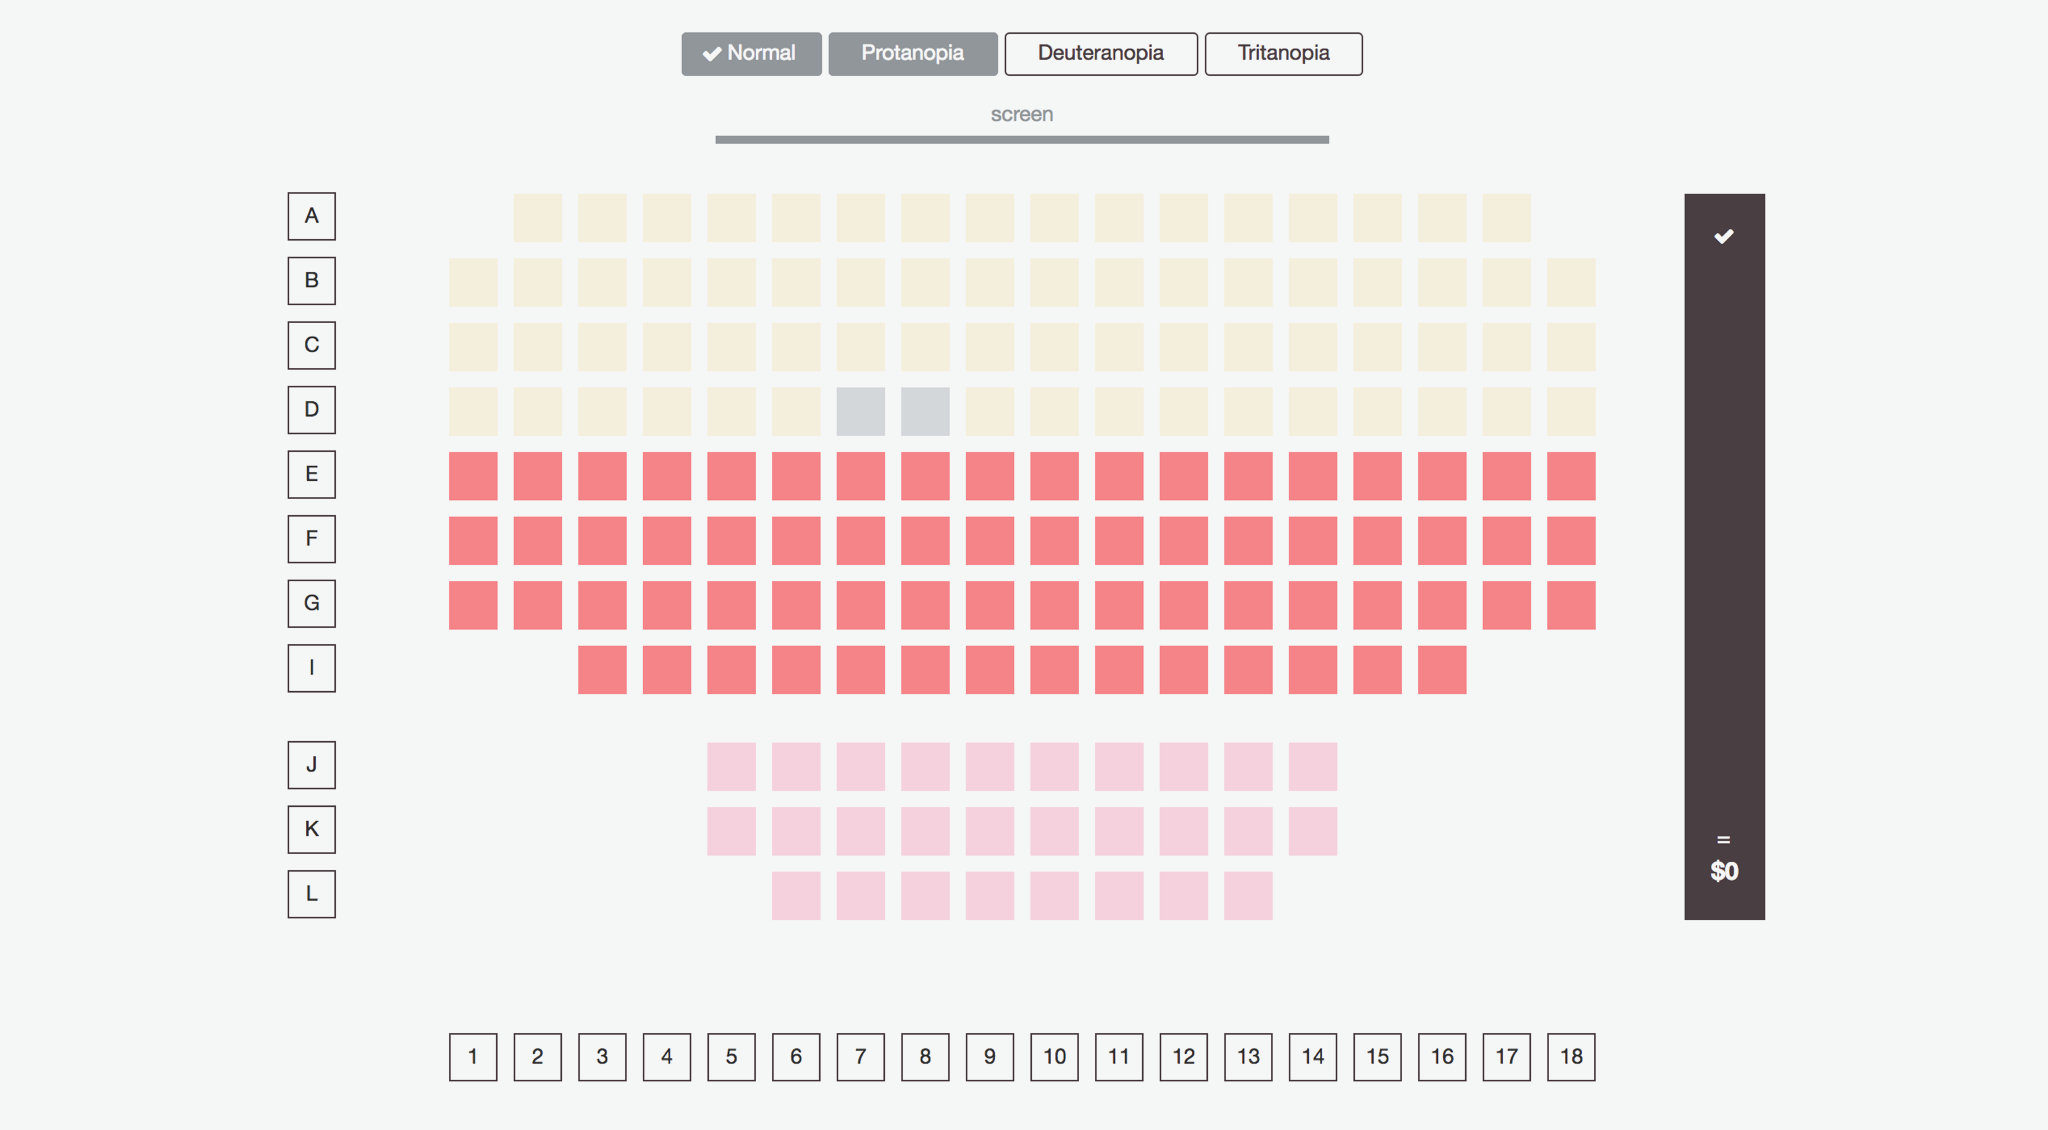 Normal Protanopia Deuteranopia Tritanopia
screen
A
B
C
D
E
F
G
I
J
K
L
=
$0
1 2 3 4 5 6 7 8 9 10 11 12 13 14 15 16 17 18